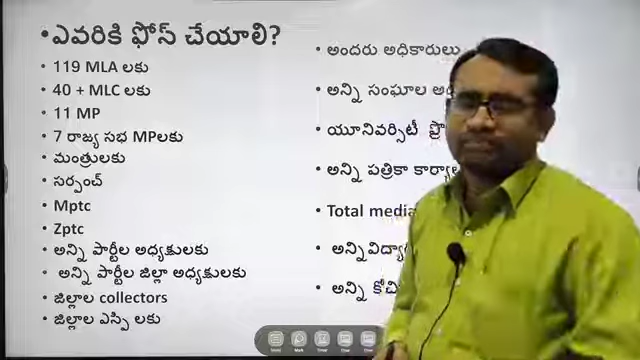 •ఎవరికి ఫోన్ చేయాలి?
• 119 MLA లకు
• 40 + MLC లకు
• 11 MP
• 7 రాజ్య సభ MPలకు
• మంత్రులకు
• సర్పంచ్
• Mptc
• Zptc
• అన్ని పార్టీల అధ్యక్షులకు
• అన్ని పార్టీల జిల్లా అధ్యక్షులకు
• జిల్లాల collectors
• జిల్లాల ఎస్పి లకు
• అందరు అధికారులు
• అన్ని సంఘాల
• యూనివర్సిటీ
• అన్ని పత్రికా
• Total media
•
• అన్ని